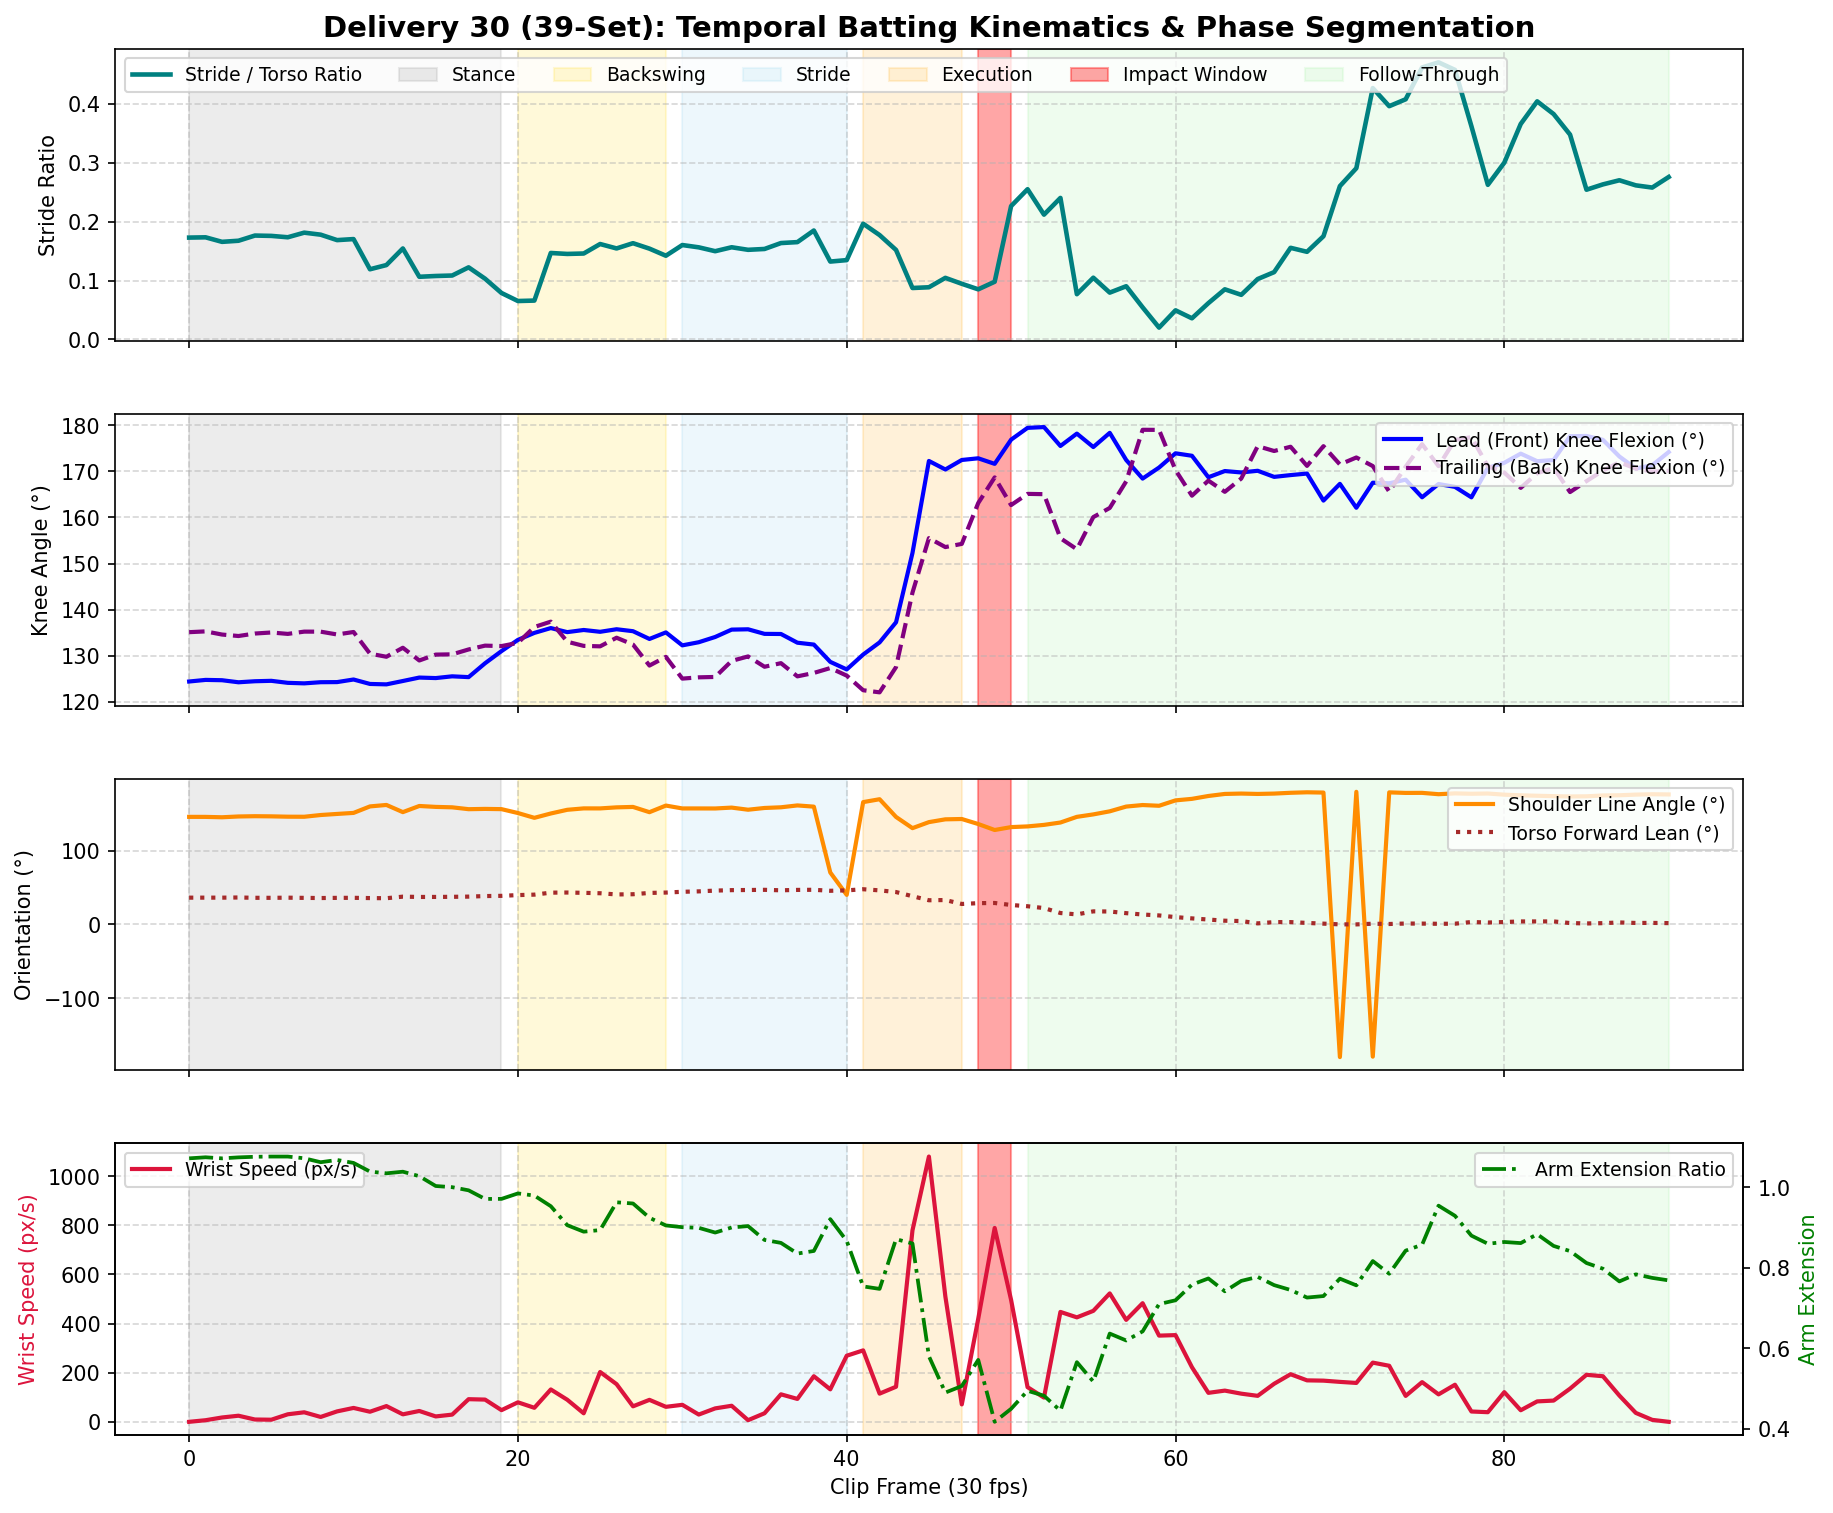 Delivery 30 (39-Set): Temporal Batting Kinematics & Phase Segmentation
Stride / Torso Ratio Stance Backswing Stride Execution Impact Window Follow-Through
Stride Ratio
0.4
0.3
0.2
0.1
0.0
Lead (Front) Knee Flexion (°)
Trailing (Back) Knee Flexion (°)
Knee Angle (°)
180
170
160
150
140
130
120
Shoulder Line Angle (°)
Torso Forward Lean (°)
Orientation (°)
100
0
−100
Wrist Speed (px/s)
Arm Extension Ratio
Wrist Speed (px/s)
1000
800
600
400
200
0
1.0
0.8
0.6
0.4
Arm Extension
0 20 40 60 80
Clip Frame (30 fps)